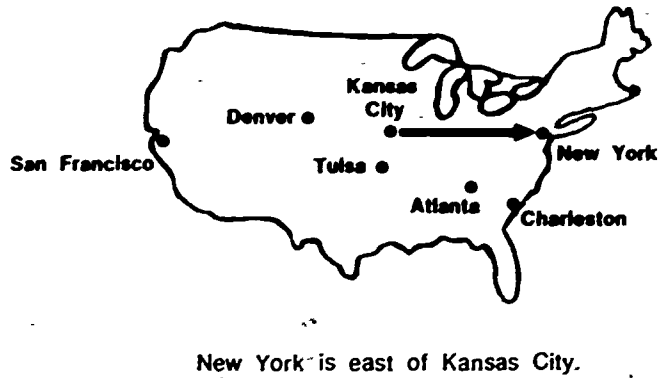 Kansas
City
Denver
New York
San Francisco
Tulsa
Atlanta
Charleston
New York is east of Kansas City.